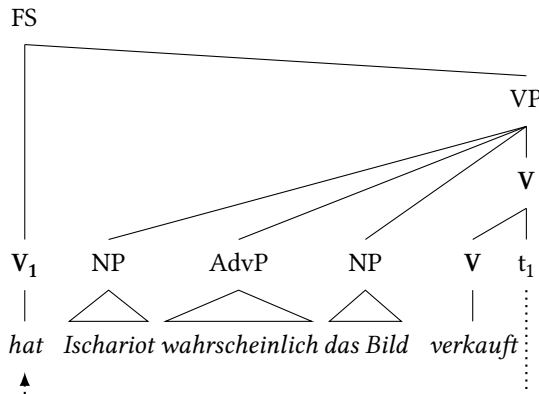 FS
VP
V
V₁ NP AdvP NP V t₁
hat Ischariot wahrscheinlich das Bild verkauft